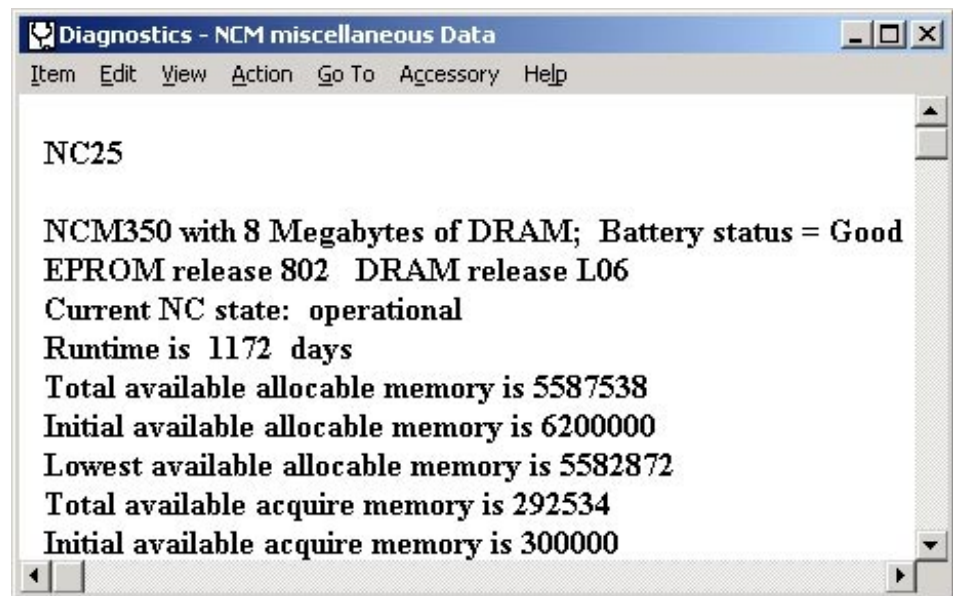 Diagnostics - NCM miscellaneous Data
Item Edit View Action Go To Accessory Help
NC25
NCM350 with 8 Megabytes of DRAM; Battery status = Good
EPROM release 802 DRAM release L06
Current NC state: operational
Runtime is 1172 days
Total available allocable memory is 5587538
Initial available allocable memory is 6200000
Lowest available allocable memory is 5582872
Total available acquire memory is 292534
Initial available acquire memory is 300000